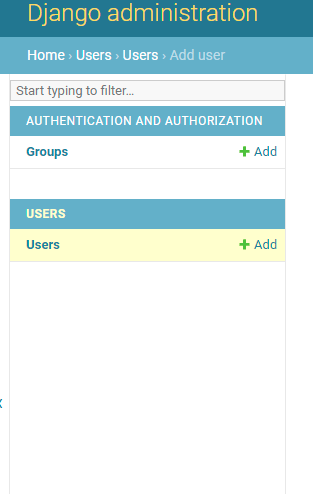 Django administration
Home › Users › Users › Add user
Start typing to filter…
AUTHENTICATION AND AUTHORIZATION
Groups + Add
USERS
Users + Add